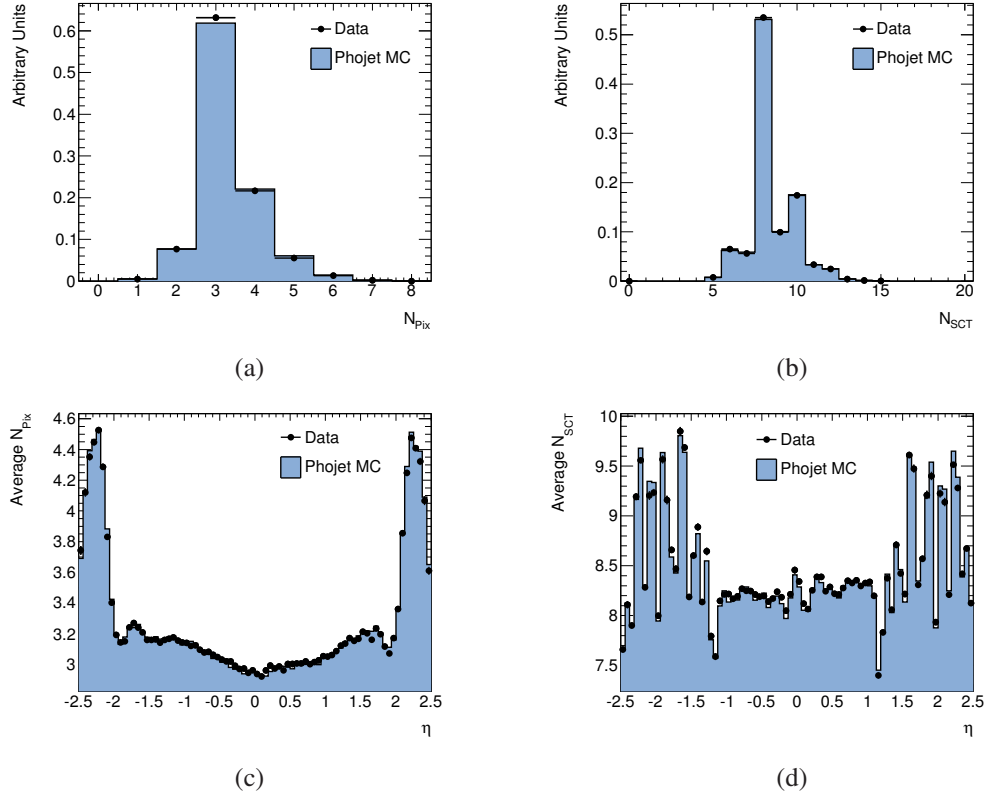 Arbitrary Units
0.6
0.5
0.4
0.3
0.2
0.1
0
Data
Phojet MC
0 1 2 3 4 5 6 7 8
N_Pix
(a)
Arbitrary Units
0.5
0.4
0.3
0.2
0.1
0
Data
Phojet MC
0 5 10 15 20
N_SCT
(b)
Average N_Pix
4.6
4.4
4.2
4
3.8
3.6
3.4
3.2
3
Data
Phojet MC
-2.5 -2 -1.5 -1 -0.5 0 0.5 1 1.5 2 2.5
η
(c)
Average N_SCT
10
9.5
9
8.5
8
7.5
Data
Phojet MC
-2.5 -2 -1.5 -1 -0.5 0 0.5 1 1.5 2 2.5
η
(d)